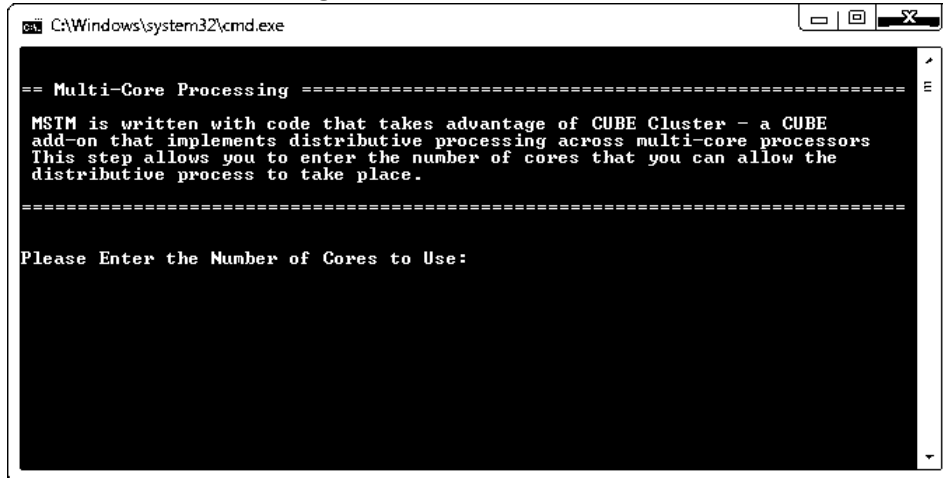 C:\Windows\system32\cmd.exe
== Multi-Core Processing ======================================================
MSTM is written with code that takes advantage of CUBE Cluster - a CUBE
add-on that implements distributive processing across multi-core processors
This step allows you to enter the number of cores that you can allow the
distributive process to take place.
===============================================================================
Please Enter the Number of Cores to Use: